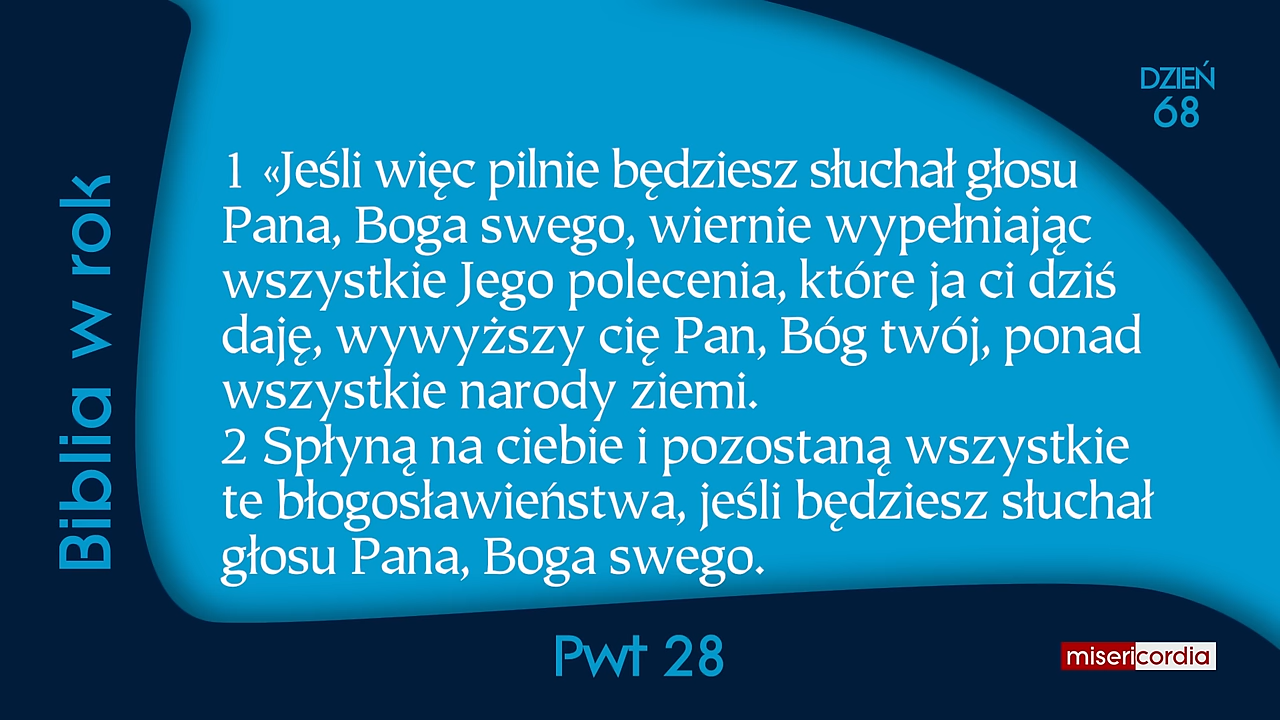 DZIEŃ
68
Biblia w rok
1 «Jeśli więc pilnie będziesz słuchał głosu
Pana, Boga swego, wiernie wypełniając
wszystkie Jego polecenia, które ja ci dziś
daję, wywyższy cię Pan, Bóg twój, ponad
wszystkie narody ziemi.
2 Spłyną na ciebie i pozostaną wszystkie
te błogosławieństwa, jeśli będziesz słuchał
głosu Pana, Boga swego.
Pwt 28
misericordia